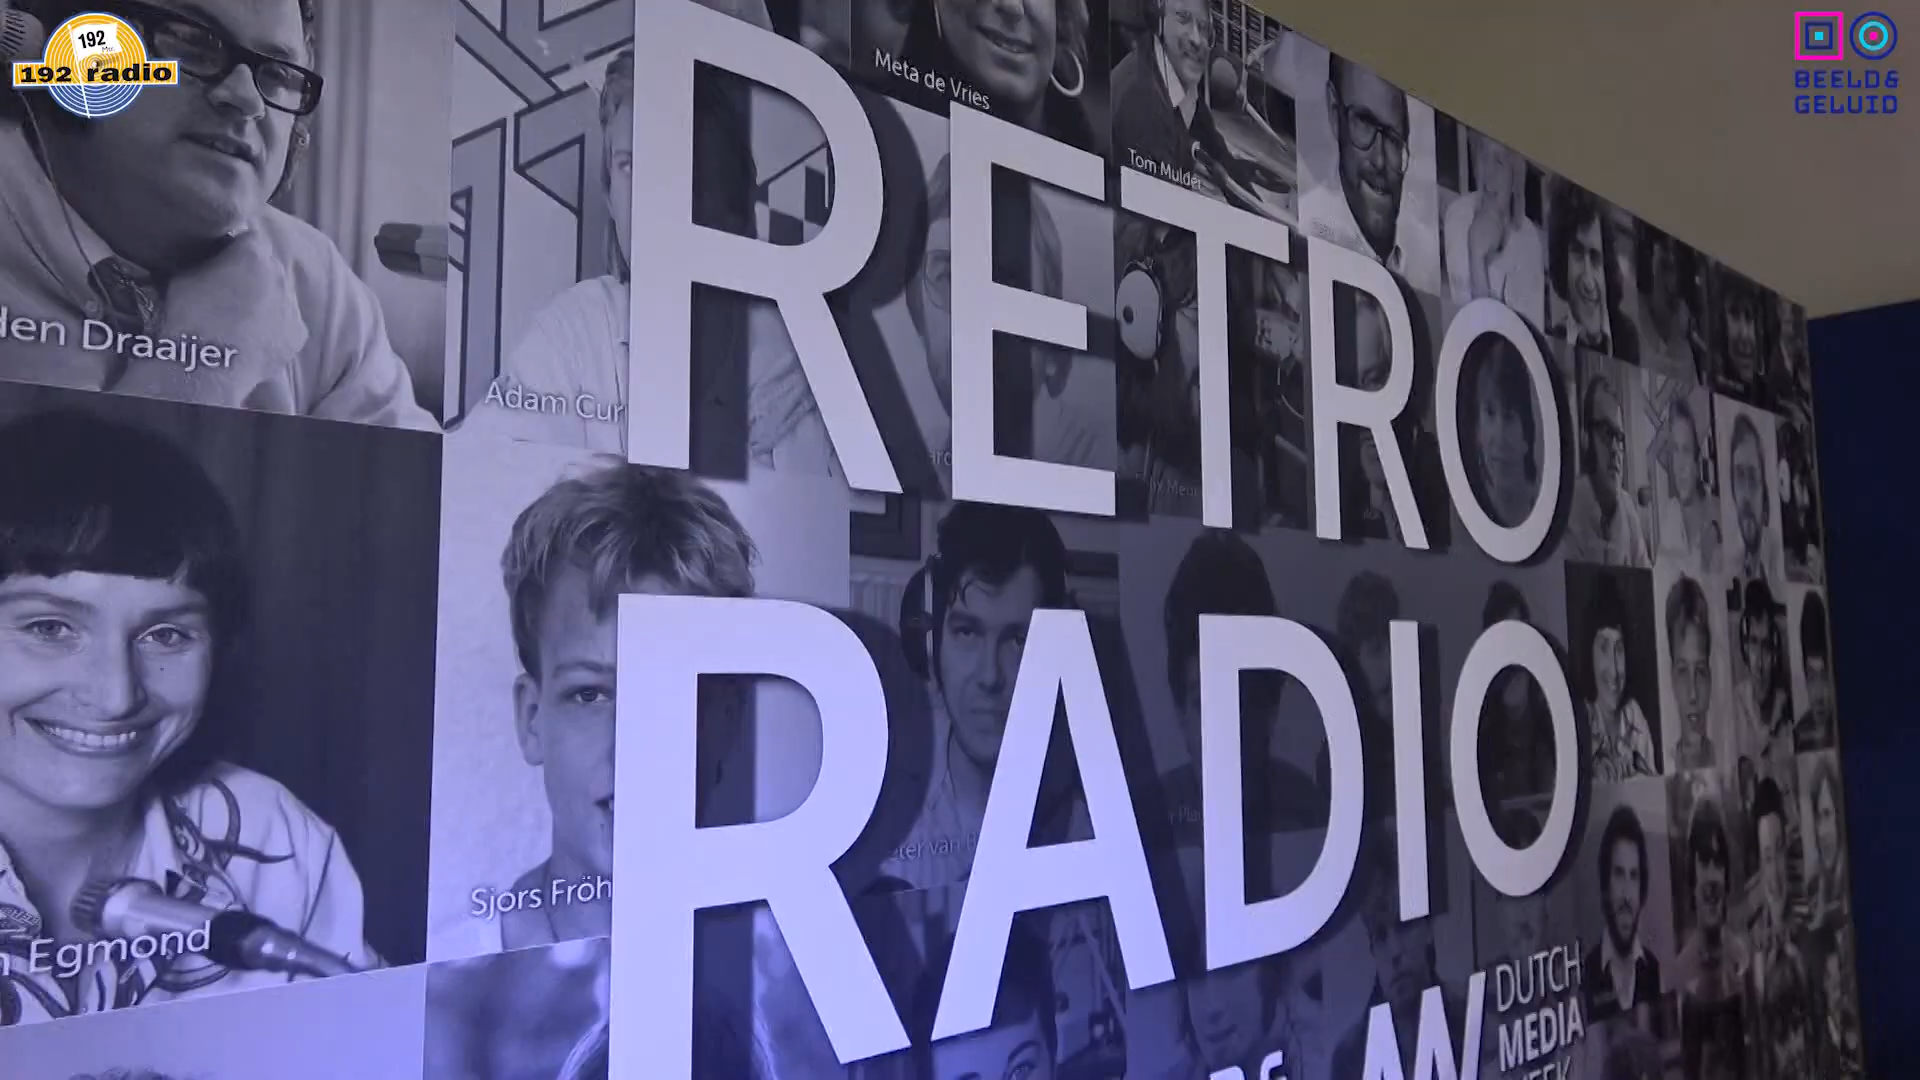 192
192 radio
BEELD&
GELUID
Meta de Vries
Tom Mulder
den Draaijer
Adam Cur
RETRO
RADIO
Sjors Fröh
Egmond
DUTCH
MEDIA